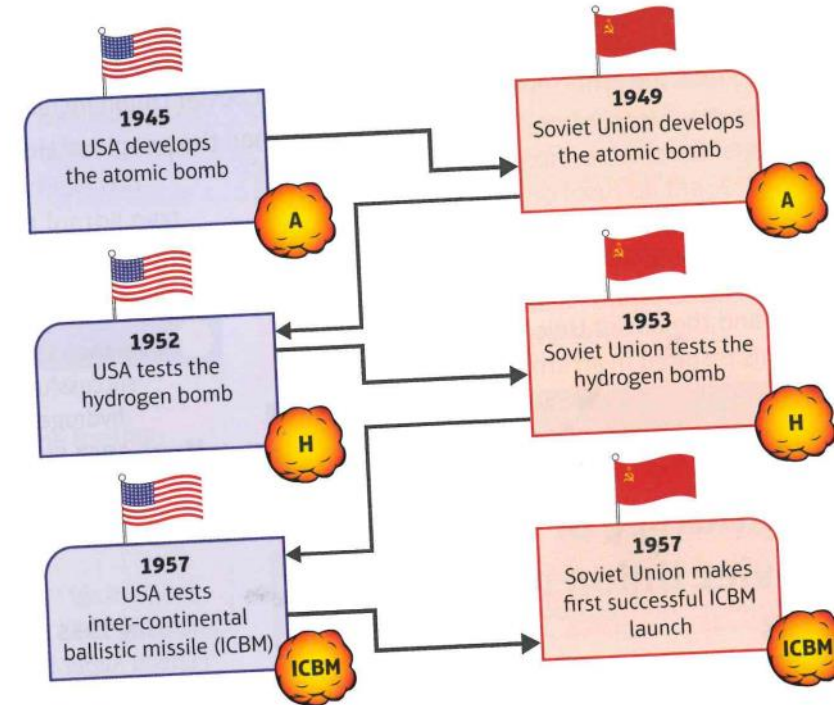 1945
USA develops
the atomic bomb
A
1949
Soviet Union develops
the atomic bomb
A
1952
USA tests the
hydrogen bomb
H
1953
Soviet Union tests the
hydrogen bomb
H
1957
USA tests
inter-continental
ballistic missile (ICBM)
ICBM
1957
Soviet Union makes
first successful ICBM
launch
ICBM